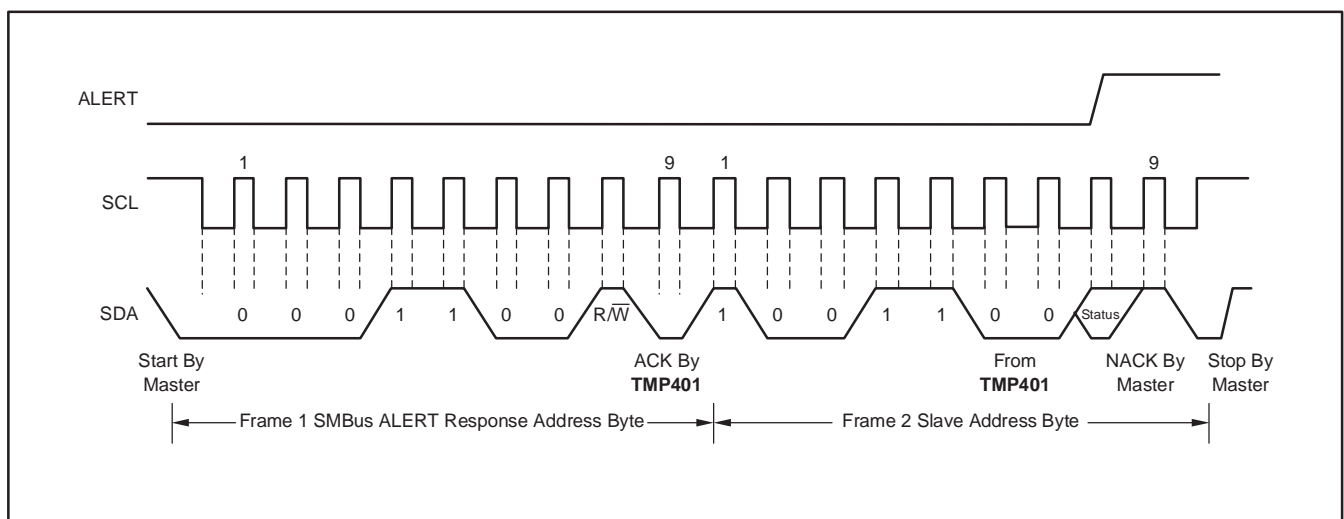 ALERT
1 9 1 9
SCL
SDA 0 0 0 1 1 0 0 R/W̅ 1 0 0 1 1 0 0 Status
Start By
Master
ACK By
TMP401
From
TMP401
NACK By
Master
Stop By
Master
Frame 1 SMBus ALERT Response Address Byte
Frame 2 Slave Address Byte